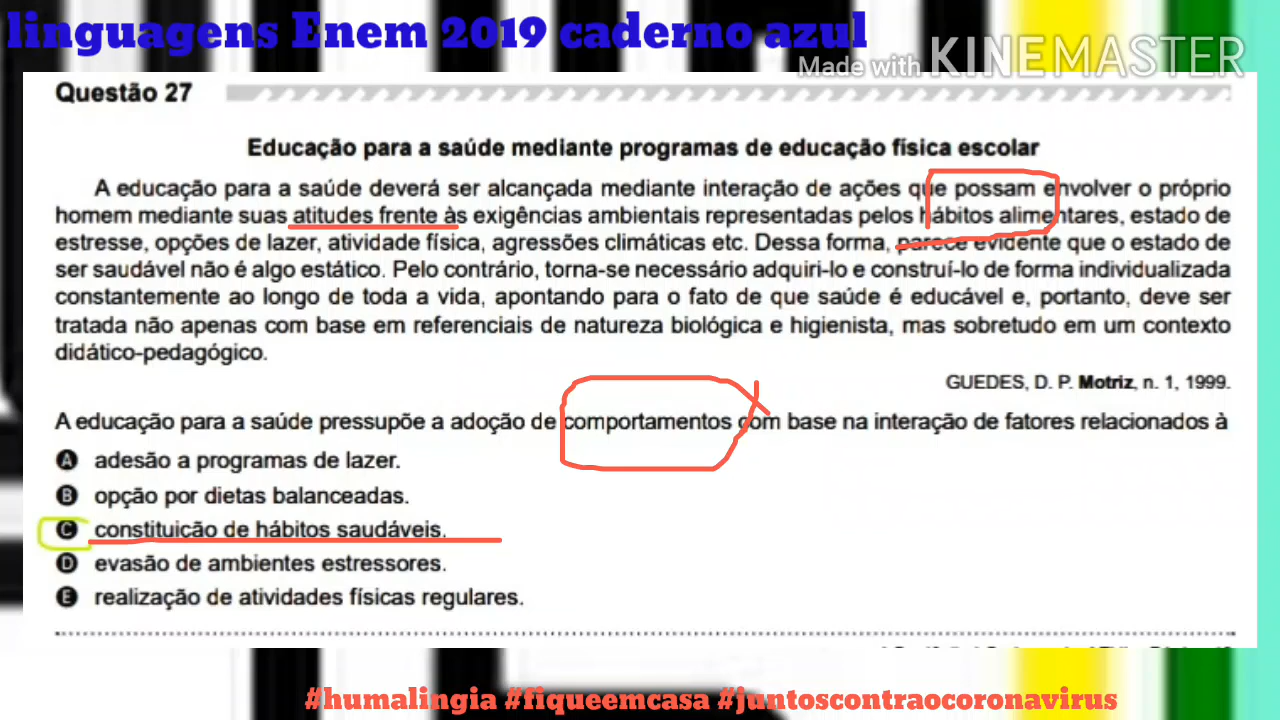 linguagens Enem 2019 caderno azul
Made with KINEMASTER
Questão 27
Educação para a saúde mediante programas de educação física escolar
A educação para a saúde deverá ser alcançada mediante interação de ações que possam envolver o próprio
homem mediante suas atitudes frente às exigências ambientais representadas pelos hábitos alimentares, estado de
estresse, opções de lazer, atividade física, agressões climáticas etc. Dessa forma, parece evidente que o estado de
ser saudável não é algo estático. Pelo contrário, torna-se necessário adquiri-lo e construí-lo de forma individualizada
constantemente ao longo de toda a vida, apontando para o fato de que saúde é educável e, portanto, deve ser
tratada não apenas com base em referenciais de natureza biológica e higienista, mas sobretudo em um contexto
didático-pedagógico.
GUEDES, D. P. Motriz, n. 1, 1999.
A educação para a saúde pressupõe a adoção de comportamentos com base na interação de fatores relacionados à
A adesão a programas de lazer.
B opção por dietas balanceadas.
C constituição de hábitos saudáveis.
D evasão de ambientes estressores.
E realização de atividades físicas regulares.
#humalingia #fiqueemcasa #juntoscontraocoronavirus